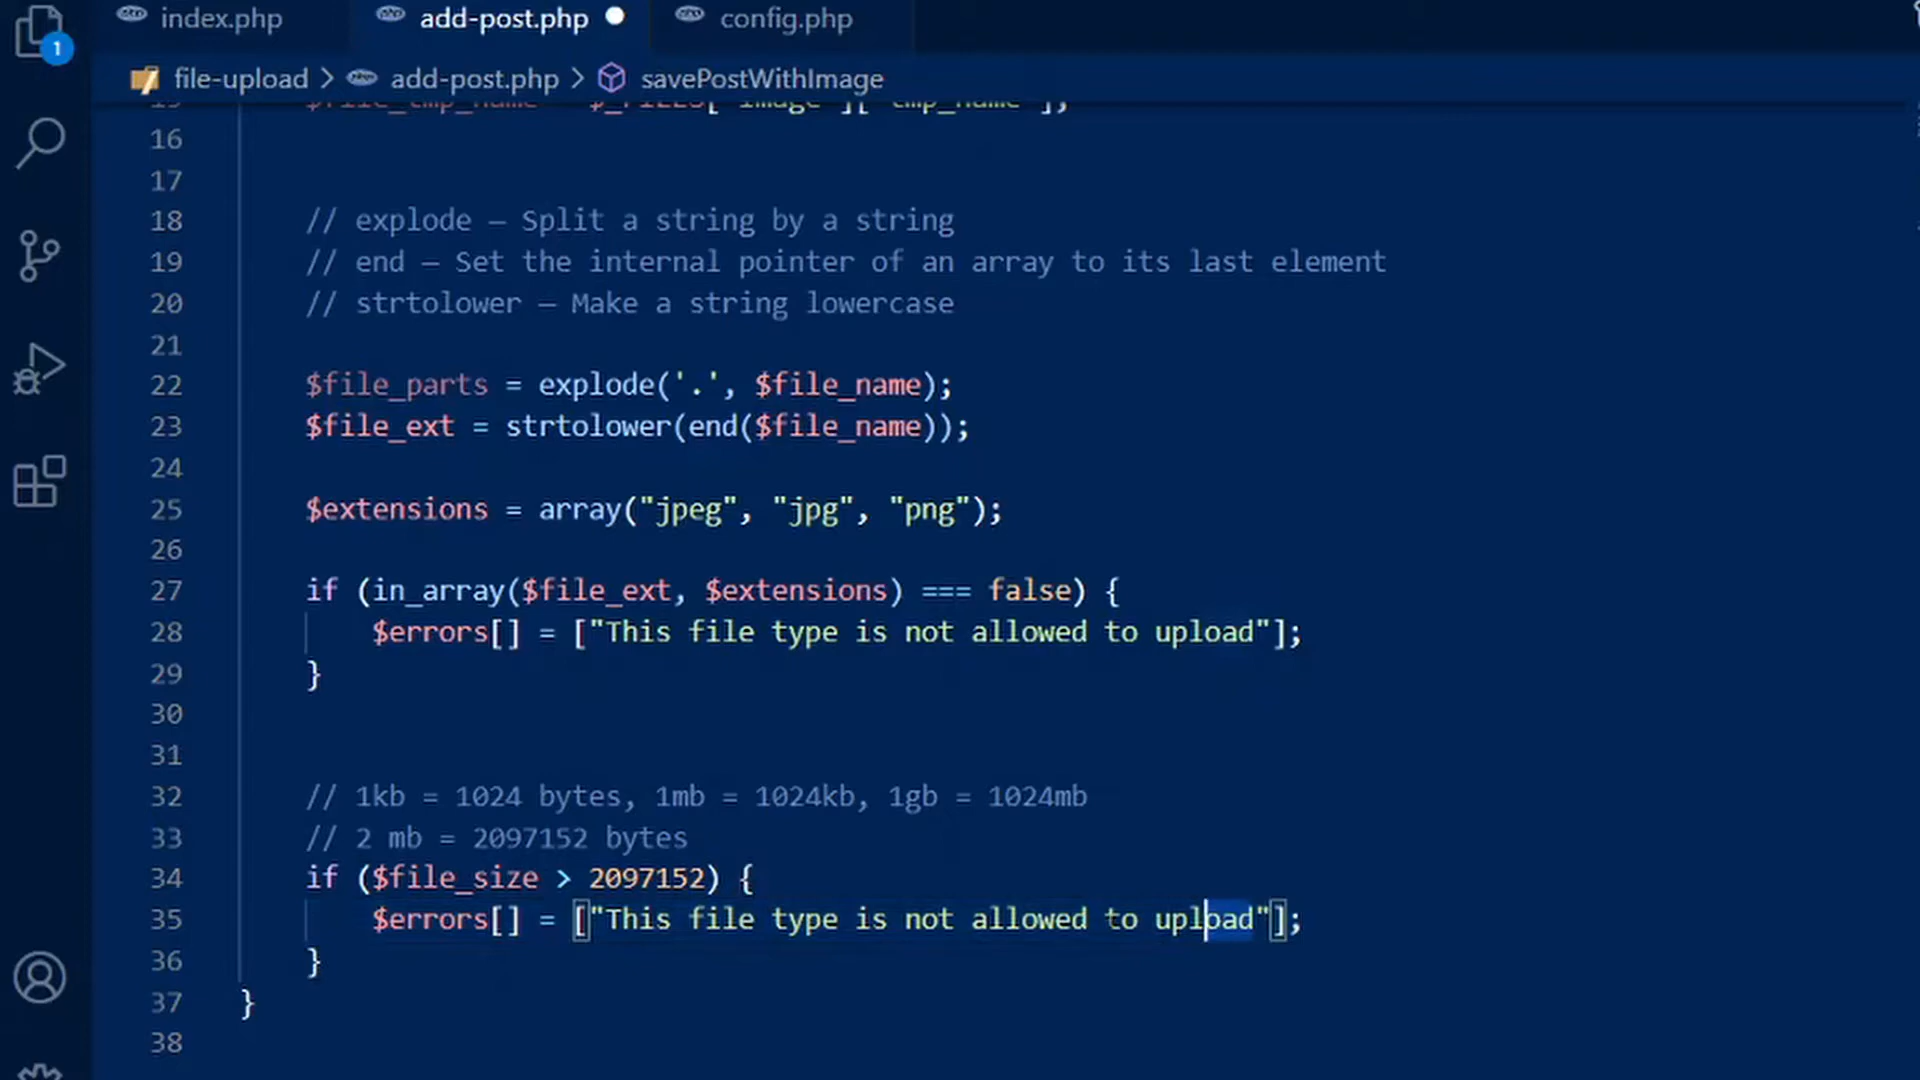 1
index.php
add-post.php
config.php
file-upload > add-post.php > savePostWithImage
16
17
18 // explode – Split a string by a string
19 // end – Set the internal pointer of an array to its last element
20 // strtolower – Make a string lowercase
21
22 $file_parts = explode('.', $file_name);
23 $file_ext = strtolower(end($file_name));
24
25 $extensions = array("jpeg", "jpg", "png");
26
27 if (in_array($file_ext, $extensions) === false) {
28 $errors[] = ["This file type is not allowed to upload"];
29 }
30
31
32 // 1kb = 1024 bytes, 1mb = 1024kb, 1gb = 1024mb
33 // 2 mb = 2097152 bytes
34 if ($file_size > 2097152) {
35 $errors[] = ["This file type is not allowed to upload"];
36 }
37 }
38